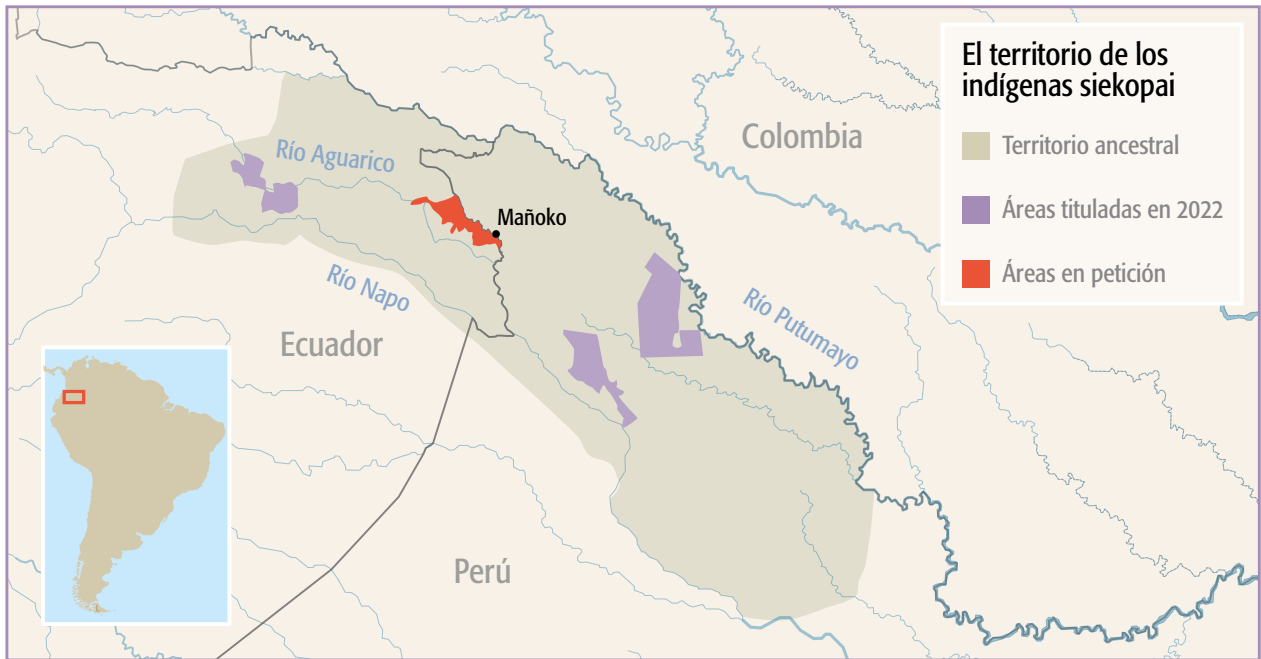 El territorio de los
indígenas siekopai
Territorio ancestral
Áreas tituladas en 2022
Áreas en petición
Colombia
Río Aguarico
Mañoko
Río Napo
Río Putumayo
Ecuador
Perú